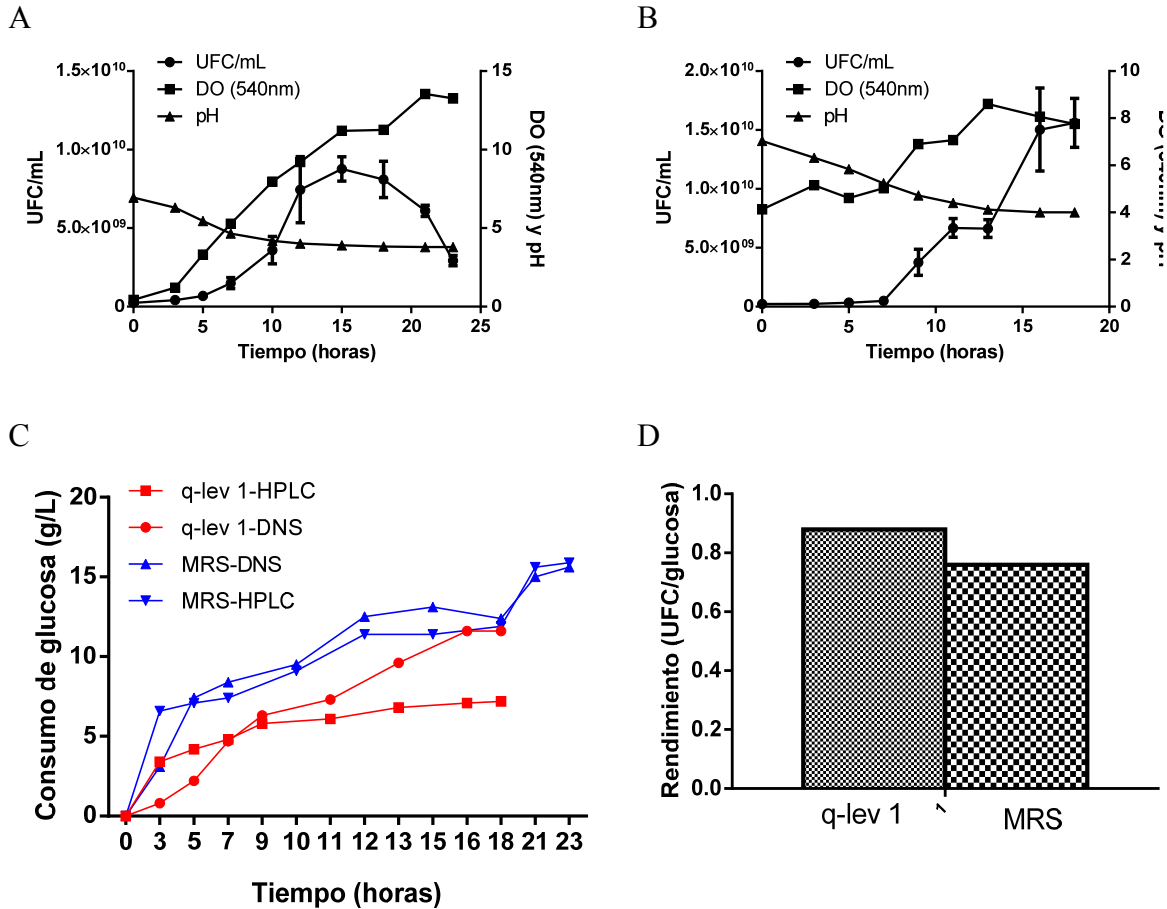 A
UFC/mL
DO (540nm)
pH
1.5×10¹⁰
1.0×10¹⁰
5.0×10⁰⁹
0
UFC/mL
15
10
5
0
DO (540nm) y pH
0 5 10 15 20 25
Tiempo (horas)
B
UFC/mL
DO (540nm)
pH
2.0×10¹⁰
1.5×10¹⁰
1.0×10¹⁰
5.0×10⁰⁹
0
UFC/mL
10
8
6
4
2
0
y pH
0 5 10 15 20
Tiempo (horas)
C
q-lev 1-HPLC
q-lev 1-DNS
MRS-DNS
MRS-HPLC
20
15
10
5
0
Consumo de glucosa (g/L)
0 3 5 7 9 10 11 12 13 15 16 18 21 23
Tiempo (horas)
D
Rendimiento (UFC/glucosa)
1.0
0.8
0.6
0.4
0.2
0.0
q-lev 1 1 MRS